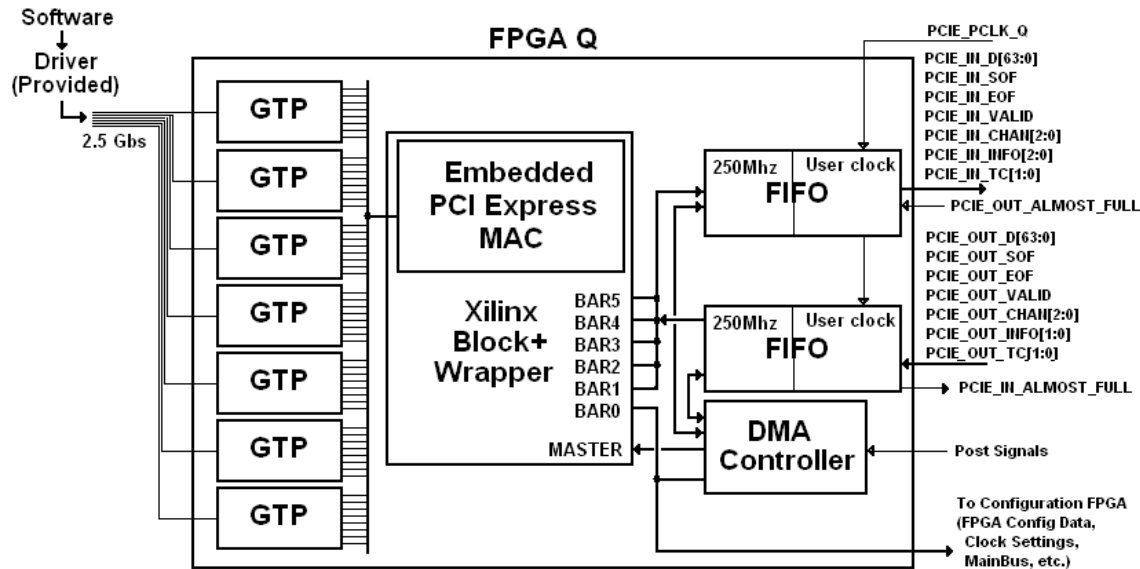 Software
Driver
(Provided)
2.5 Gbs
FPGA Q
GTP
GTP
GTP
GTP
GTP
GTP
GTP
Embedded
PCI Express
MAC
Xilinx
Block+
Wrapper
BAR5
BAR4
BAR3
BAR2
BAR1
BAR0
MASTER
250Mhz
User clock
FIFO
250Mhz
User clock
FIFO
DMA
Controller
PCIE_PCLK_Q
PCIE_IN_D[63:0]
PCIE_IN_SOF
PCIE_IN_EOF
PCIE_IN_VALID
PCIE_IN_CHAN[2:0]
PCIE_IN_INFO[2:0]
PCIE_IN_TC[1:0]
PCIE_OUT_ALMOST_FULL
PCIE_OUT_D[63:0]
PCIE_OUT_SOF
PCIE_OUT_EOF
PCIE_OUT_VALID
PCIE_OUT_CHAN[2:0]
PCIE_OUT_INFO[1:0]
PCIE_OUT_TC[1:0]
PCIE_IN_ALMOST_FULL
Post Signals
To Configuration FPGA
(FPGA Config Data,
Clock Settings,
MainBus, etc.)